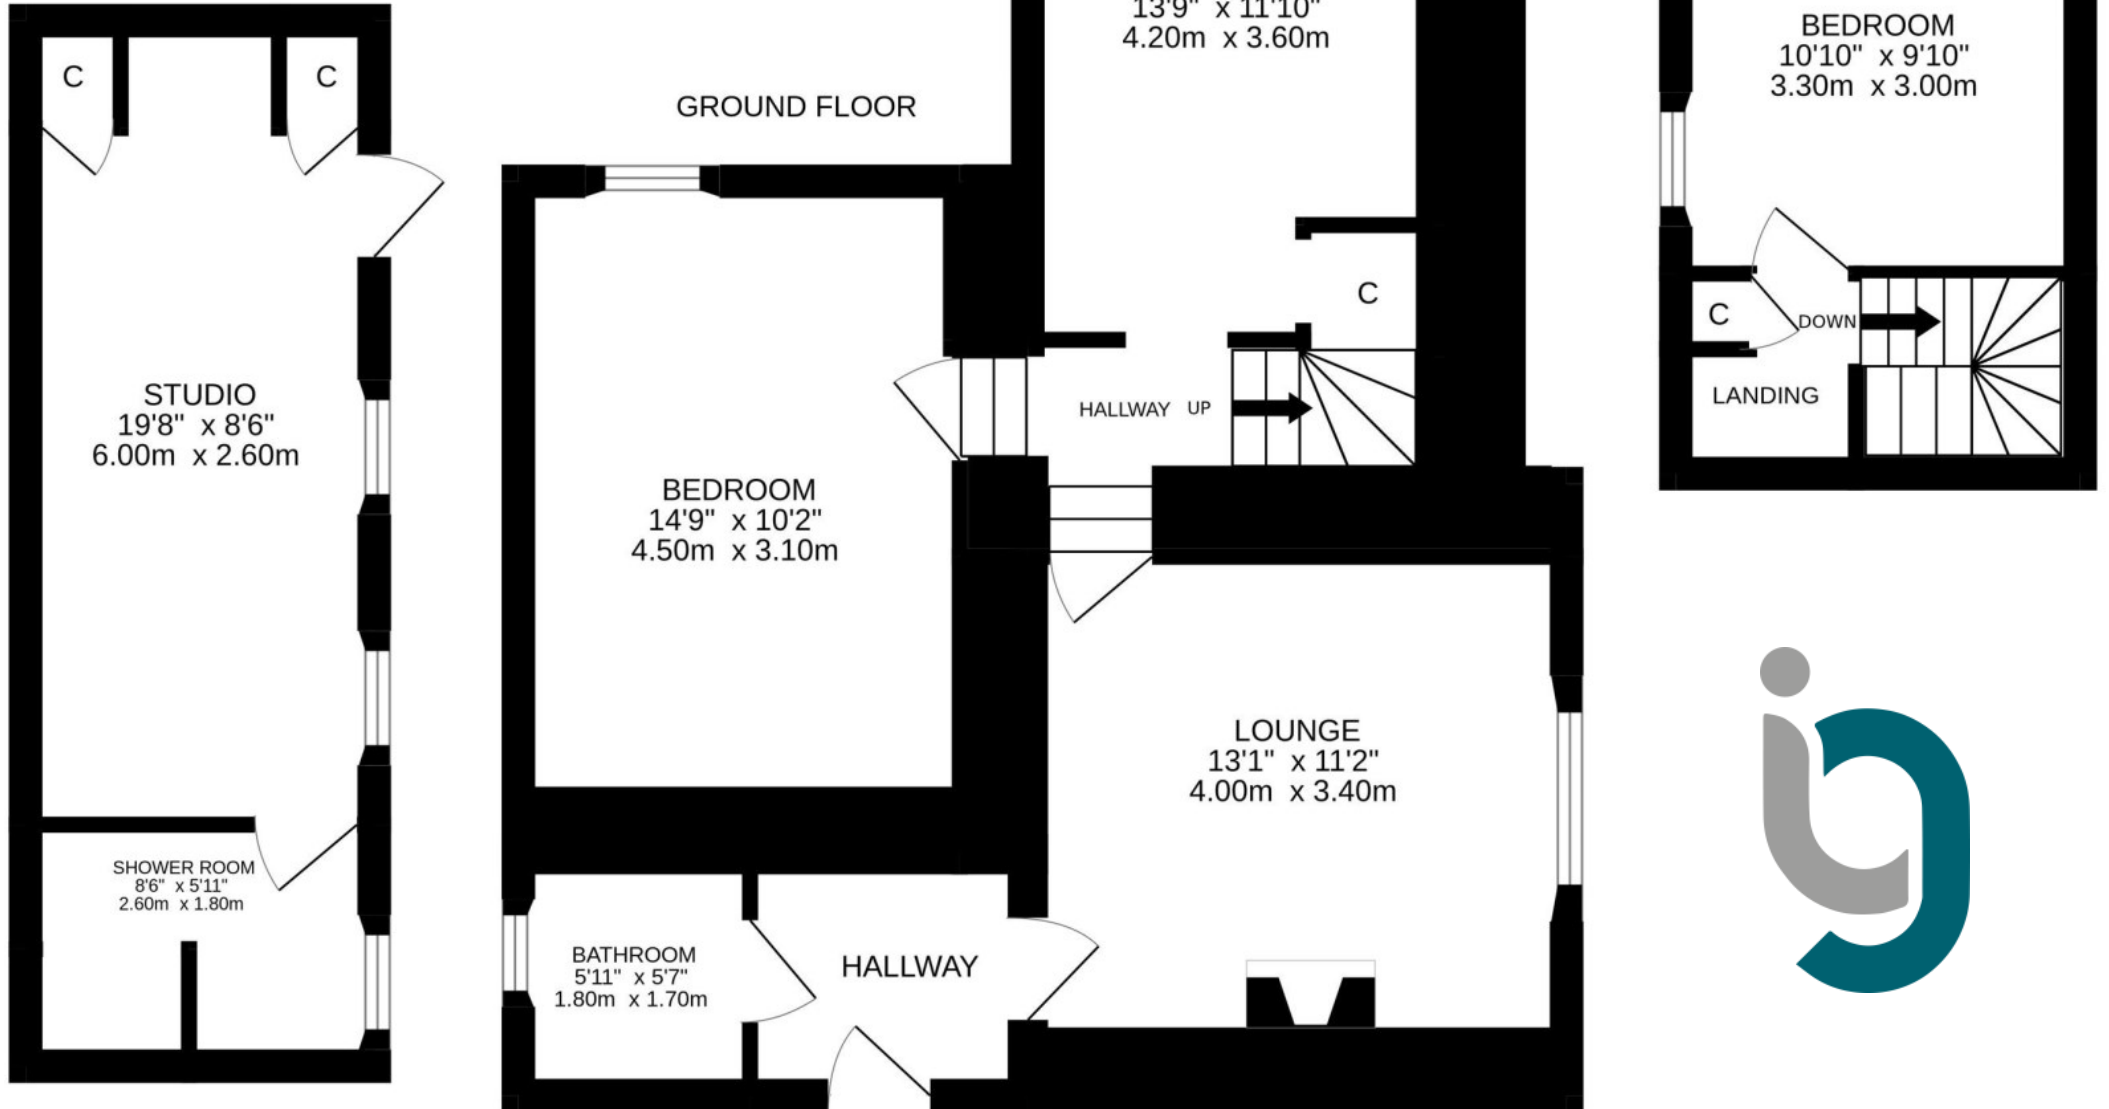 C
C
STUDIO
19'8" x 8'6"
6.00m x 2.60m
SHOWER ROOM
8'6" x 5'11"
2.60m x 1.80m
GROUND FLOOR
13'9" x 11'10"
4.20m x 3.60m
C
HALLWAY UP
BEDROOM
14'9" x 10'2"
4.50m x 3.10m
LOUNGE
13'1" x 11'2"
4.00m x 3.40m
BATHROOM
5'11" x 5'7"
1.80m x 1.70m
HALLWAY
BEDROOM
10'10" x 9'10"
3.30m x 3.00m
C
DOWN
LANDING
ig